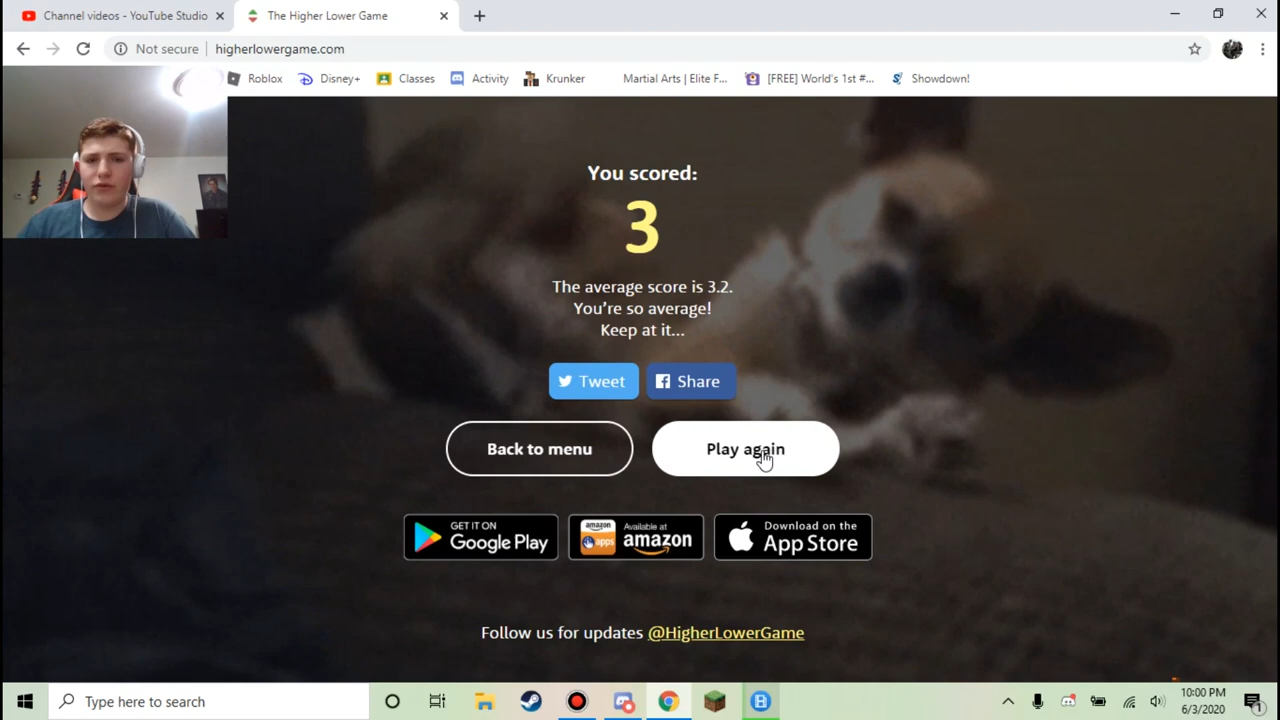 Channel videos - YouTube Studio
The Higher Lower Game
Not secure
higherlowergame.com
Roblox
Disney+
Classes
Activity
Krunker
Martial Arts | Elite F...
[FREE] World's 1st #...
Showdown!
You scored:
3
The average score is 3.2.
You're so average!
Keep at it...
Tweet
Share
Back to menu
Play again
GET IT ON
Google Play
amazon
apps
Available at
amazon
Download on the
App Store
Follow us for updates @HigherLowerGame
Type here to search
10:00 PM
6/3/2020
1